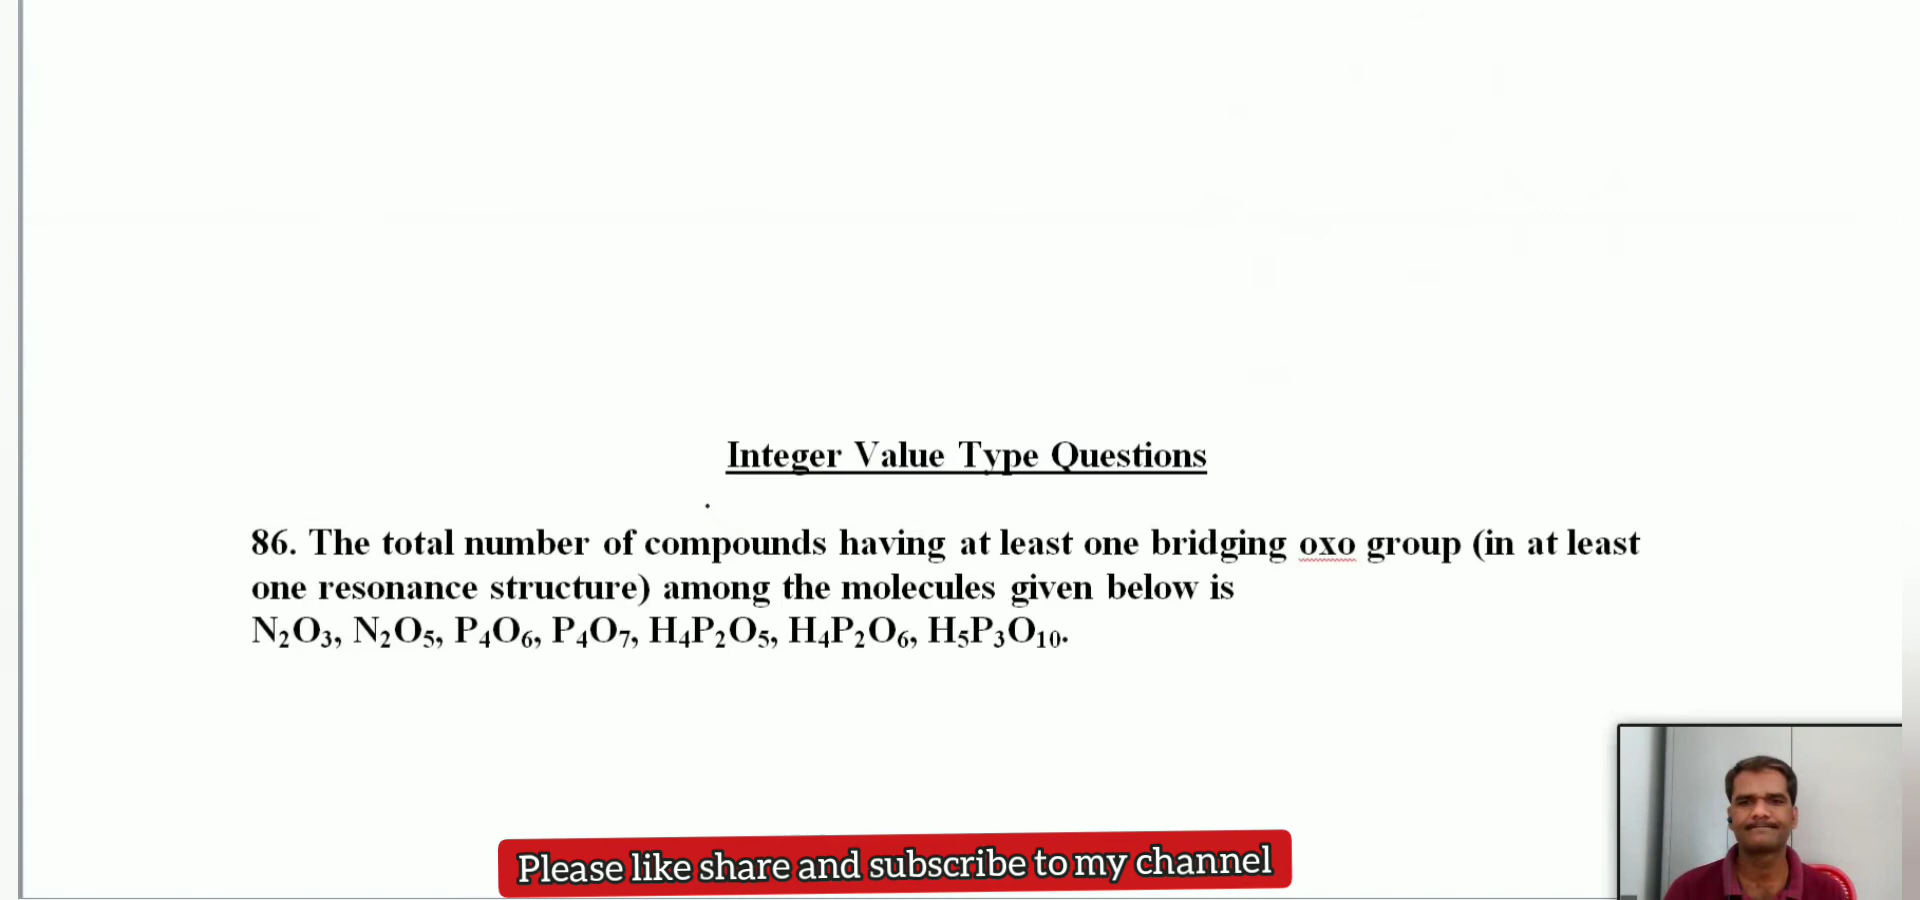 Integer Value Type Questions
86. The total number of compounds having at least one bridging oxo group (in at least
one resonance structure) among the molecules given below is
N₂O₃, N₂O₅, P₄O₆, P₄O₇, H₄P₂O₅, H₄P₂O₆, H₅P₃O₁₀.
Please like share and subscribe to my channel